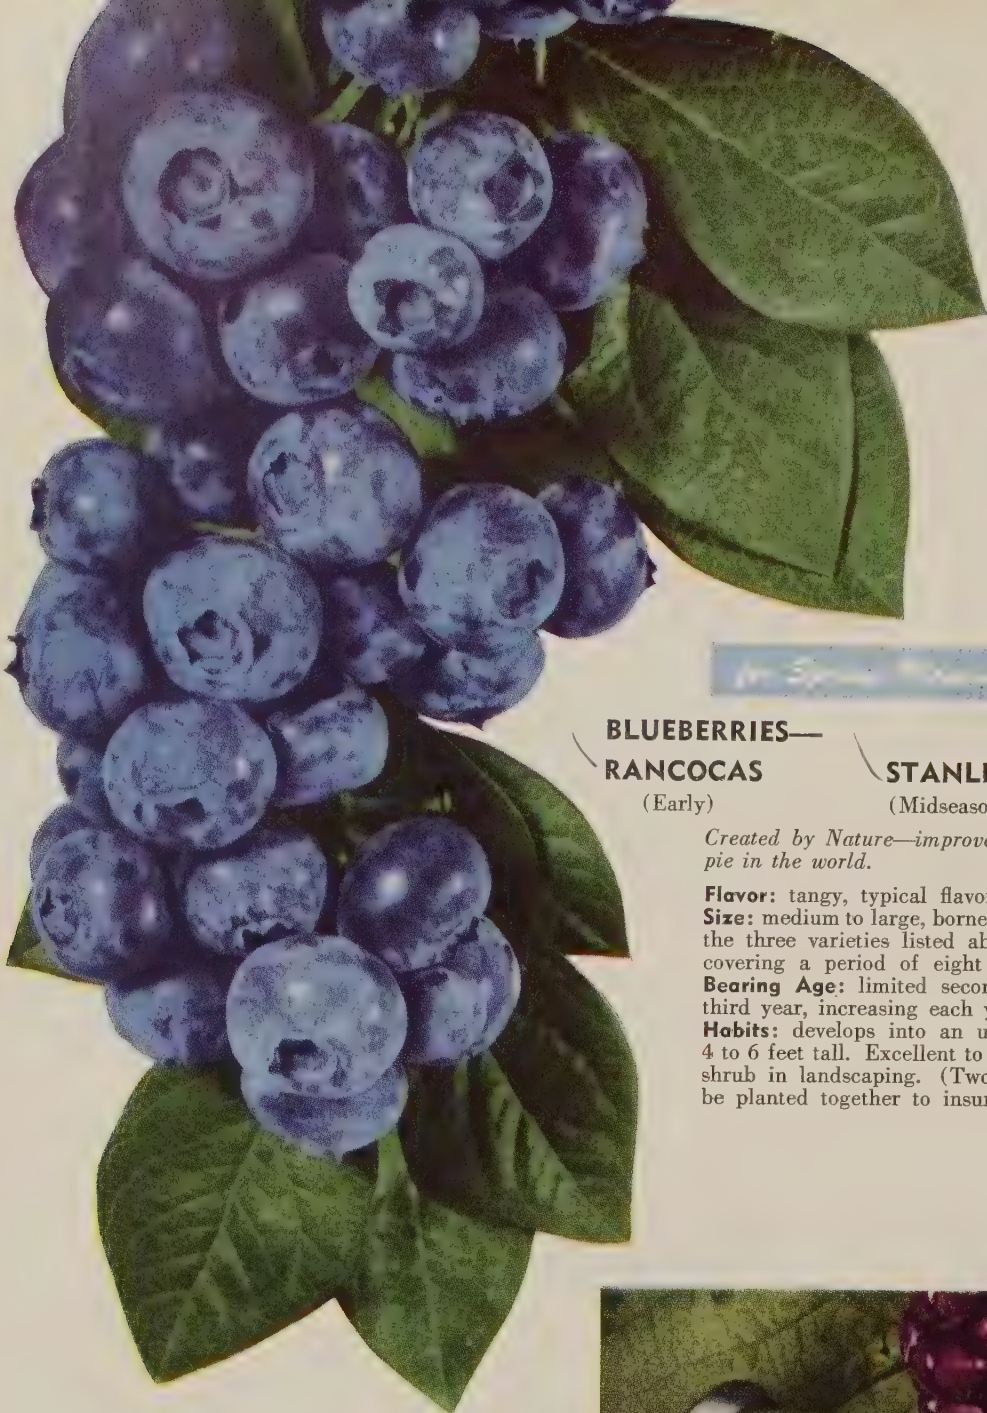 BLUEBERRIES—
RANCOCAS STANL
(Early) (Midseaso
Created by Nature—improve
pie in the world.
Flavor: tangy, typical flavo
Size: medium to large, borne
the three varieties listed ab
covering a period of eight
Bearing Age: limited secon
third year, increasing each y
Habits: develops into an u
4 to 6 feet tall. Excellent to
shrub in landscaping. (Two
be planted together to insur